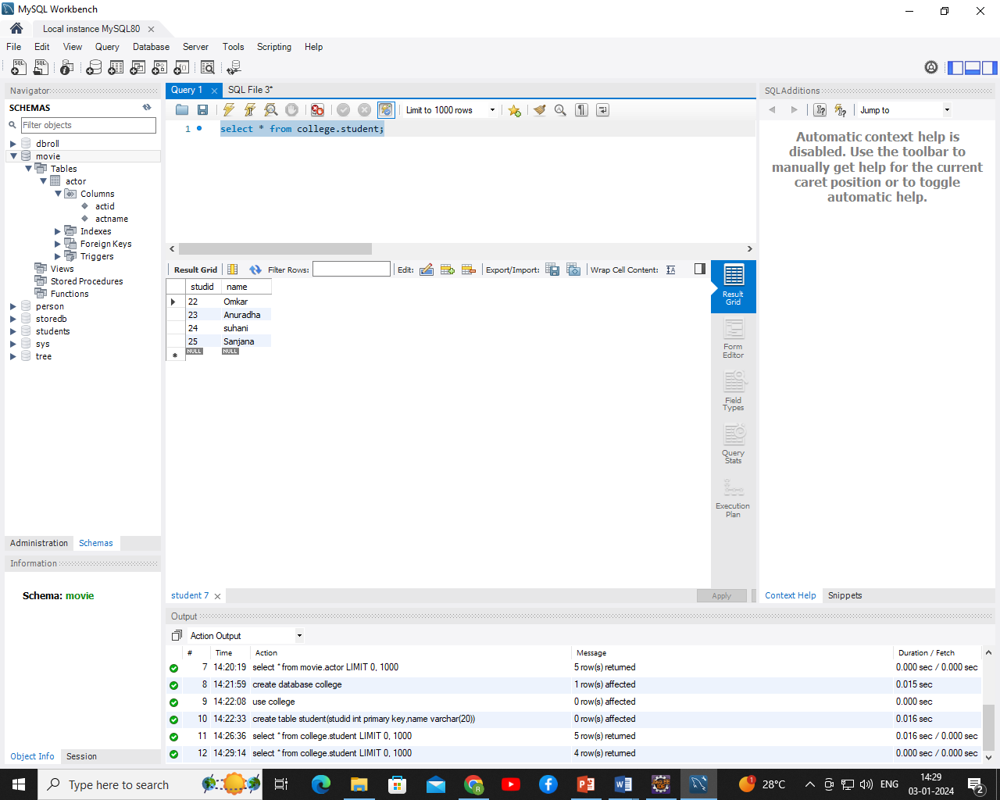 MySQL Workbench
Local instance MySQL80
File Edit View Query Database Server Tools Scripting Help
Navigator
SCHEMAS
Filter objects
dbroll
movie
Tables
actor
Columns
actid
actname
Indexes
Foreign Keys
Triggers
Views
Stored Procedures
Functions
person
storedb
students
sys
tree
Administration Schemas
Information
Schema: movie
Object Info Session
Query 1 SQL File 3*
Limit to 1000 rows
1 select * from college.student;
Result Grid Filter Rows: Edit: Export/Import: Wrap Cell Content:
studid name
22 Omkar
23 Anuradha
24 suhani
25 Sanjana
NULL NULL
Result
Grid
Form
Editor
Field
Types
Query
Stats
Execution
Plan
student 7 Apply
SQLAdditions
Jump to
Automatic context help is
disabled. Use the toolbar to
manually get help for the current
caret position or to toggle
automatic help.
Context Help Snippets
Output
Action Output
# Time Action Message Duration / Fetch
7 14:20:19 select * from movie.actor LIMIT 0, 1000 5 row(s) returned 0.000 sec / 0.000 sec
8 14:21:59 create database college 1 row(s) affected 0.015 sec
9 14:22:08 use college 0 row(s) affected 0.000 sec
10 14:22:33 create table student(studid int primary key,name varchar(20)) 0 row(s) affected 0.016 sec
11 14:26:36 select * from college.student LIMIT 0, 1000 5 row(s) returned 0.016 sec / 0.000 sec
12 14:29:14 select * from college.student LIMIT 0, 1000 4 row(s) returned 0.000 sec / 0.000 sec
Type here to search
28°C
ENG
14:29
03-01-2024